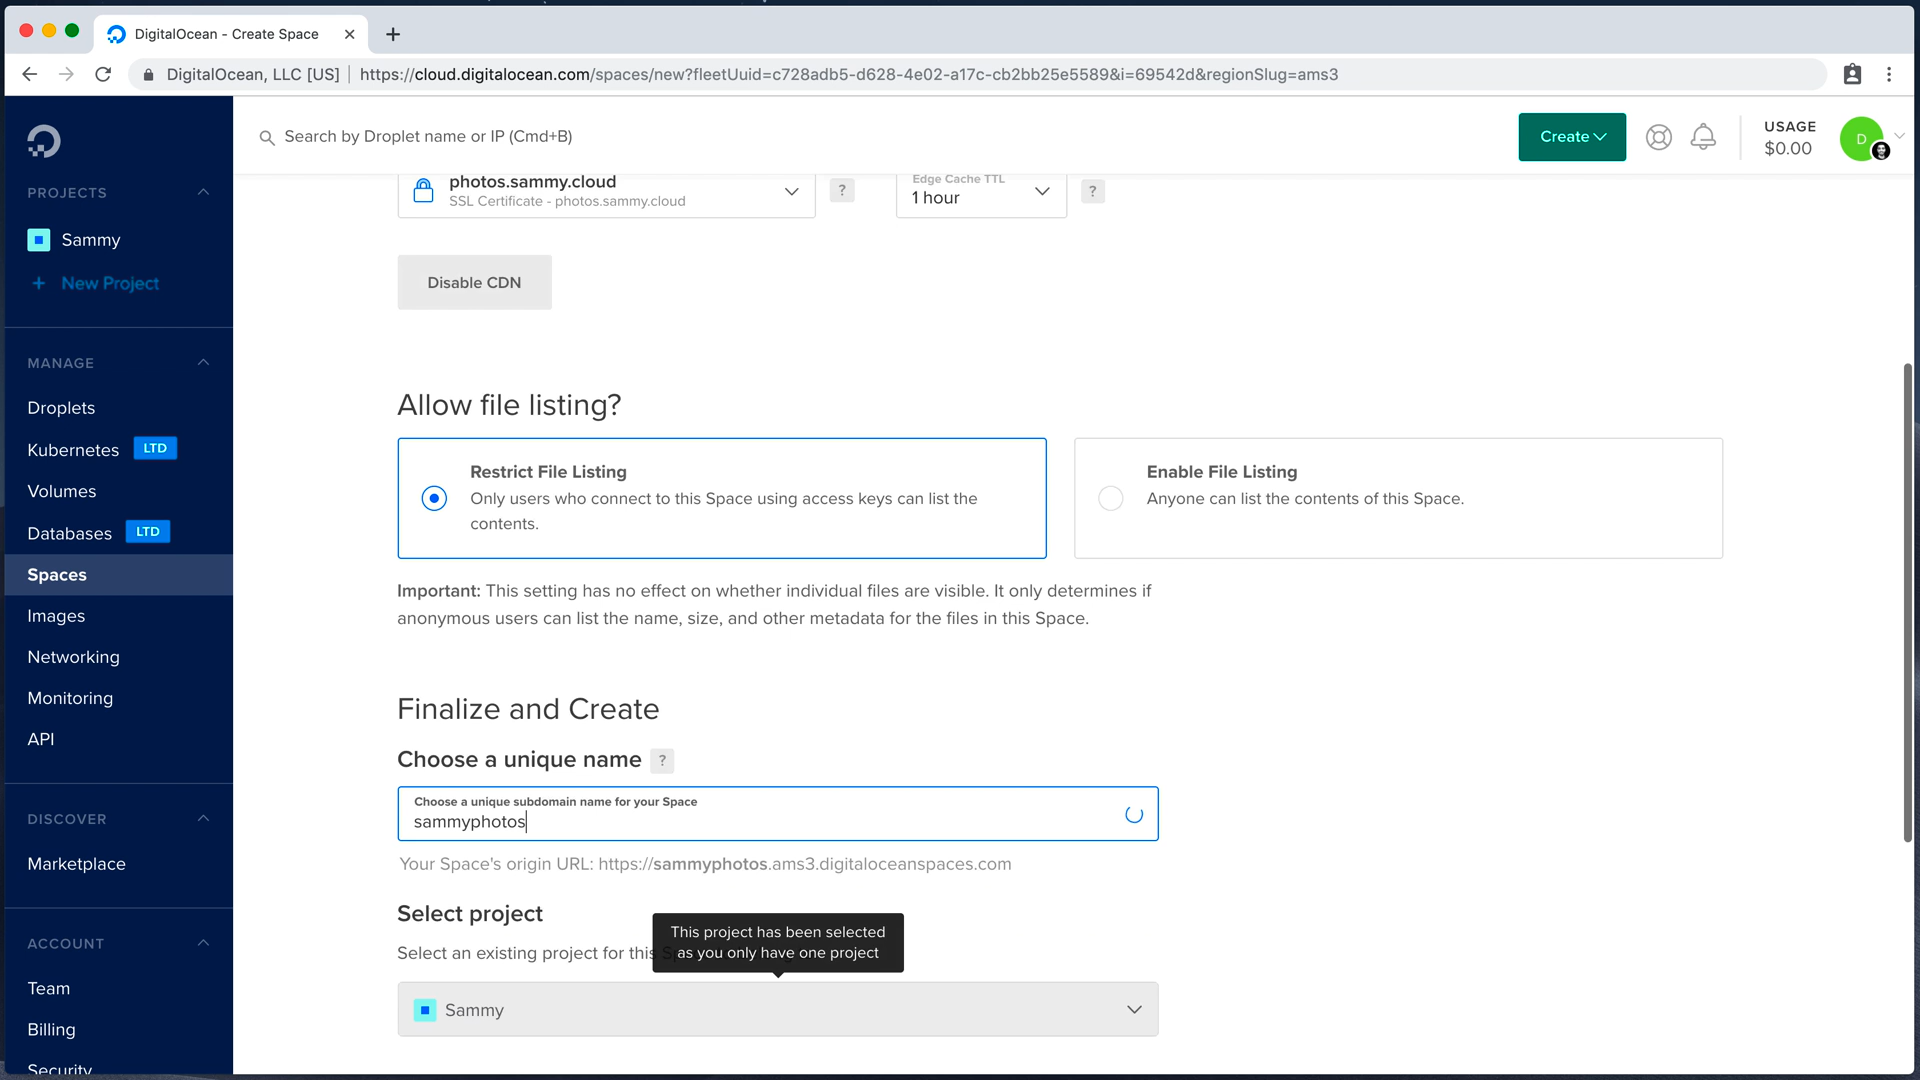 DigitalOcean - Create Space
DigitalOcean, LLC [US] https://cloud.digitalocean.com/spaces/new?fleetUuid=c728adb5-d628-4e02-a17c-cb2bb25e5589&i=69542d&regionSlug=ams3
Search by Droplet name or IP (Cmd+B)
Create
USAGE
$0.00
D
PROJECTS
Sammy
+ New Project
MANAGE
Droplets
Kubernetes LTD
Volumes
Databases LTD
Spaces
Images
Networking
Monitoring
API
DISCOVER
Marketplace
ACCOUNT
Team
Billing
Security
photos.sammy.cloud
SSL Certificate - photos.sammy.cloud
?
Edge Cache TTL
1 hour
?
Disable CDN
Allow file listing?
Restrict File Listing
Only users who connect to this Space using access keys can list the
contents.
Enable File Listing
Anyone can list the contents of this Space.
Important: This setting has no effect on whether individual files are visible. It only determines if
anonymous users can list the name, size, and other metadata for the files in this Space.
Finalize and Create
Choose a unique name ?
Choose a unique subdomain name for your Space
sammyphotos
Your Space's origin URL: https://sammyphotos.ams3.digitaloceanspaces.com
Select project
Select an existing project for this
This project has been selected
as you only have one project
Sammy